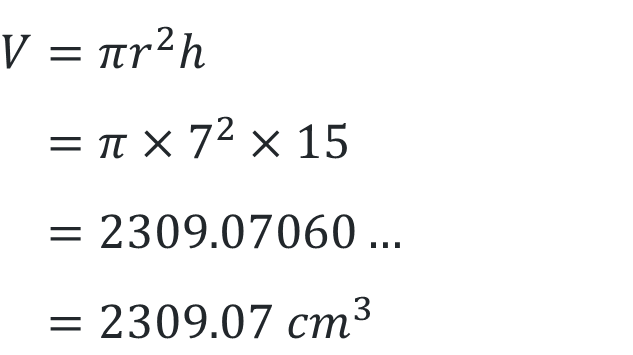 V = πr²h
= π × 7² × 15
= 2309.07060 ...
= 2309.07 cm³